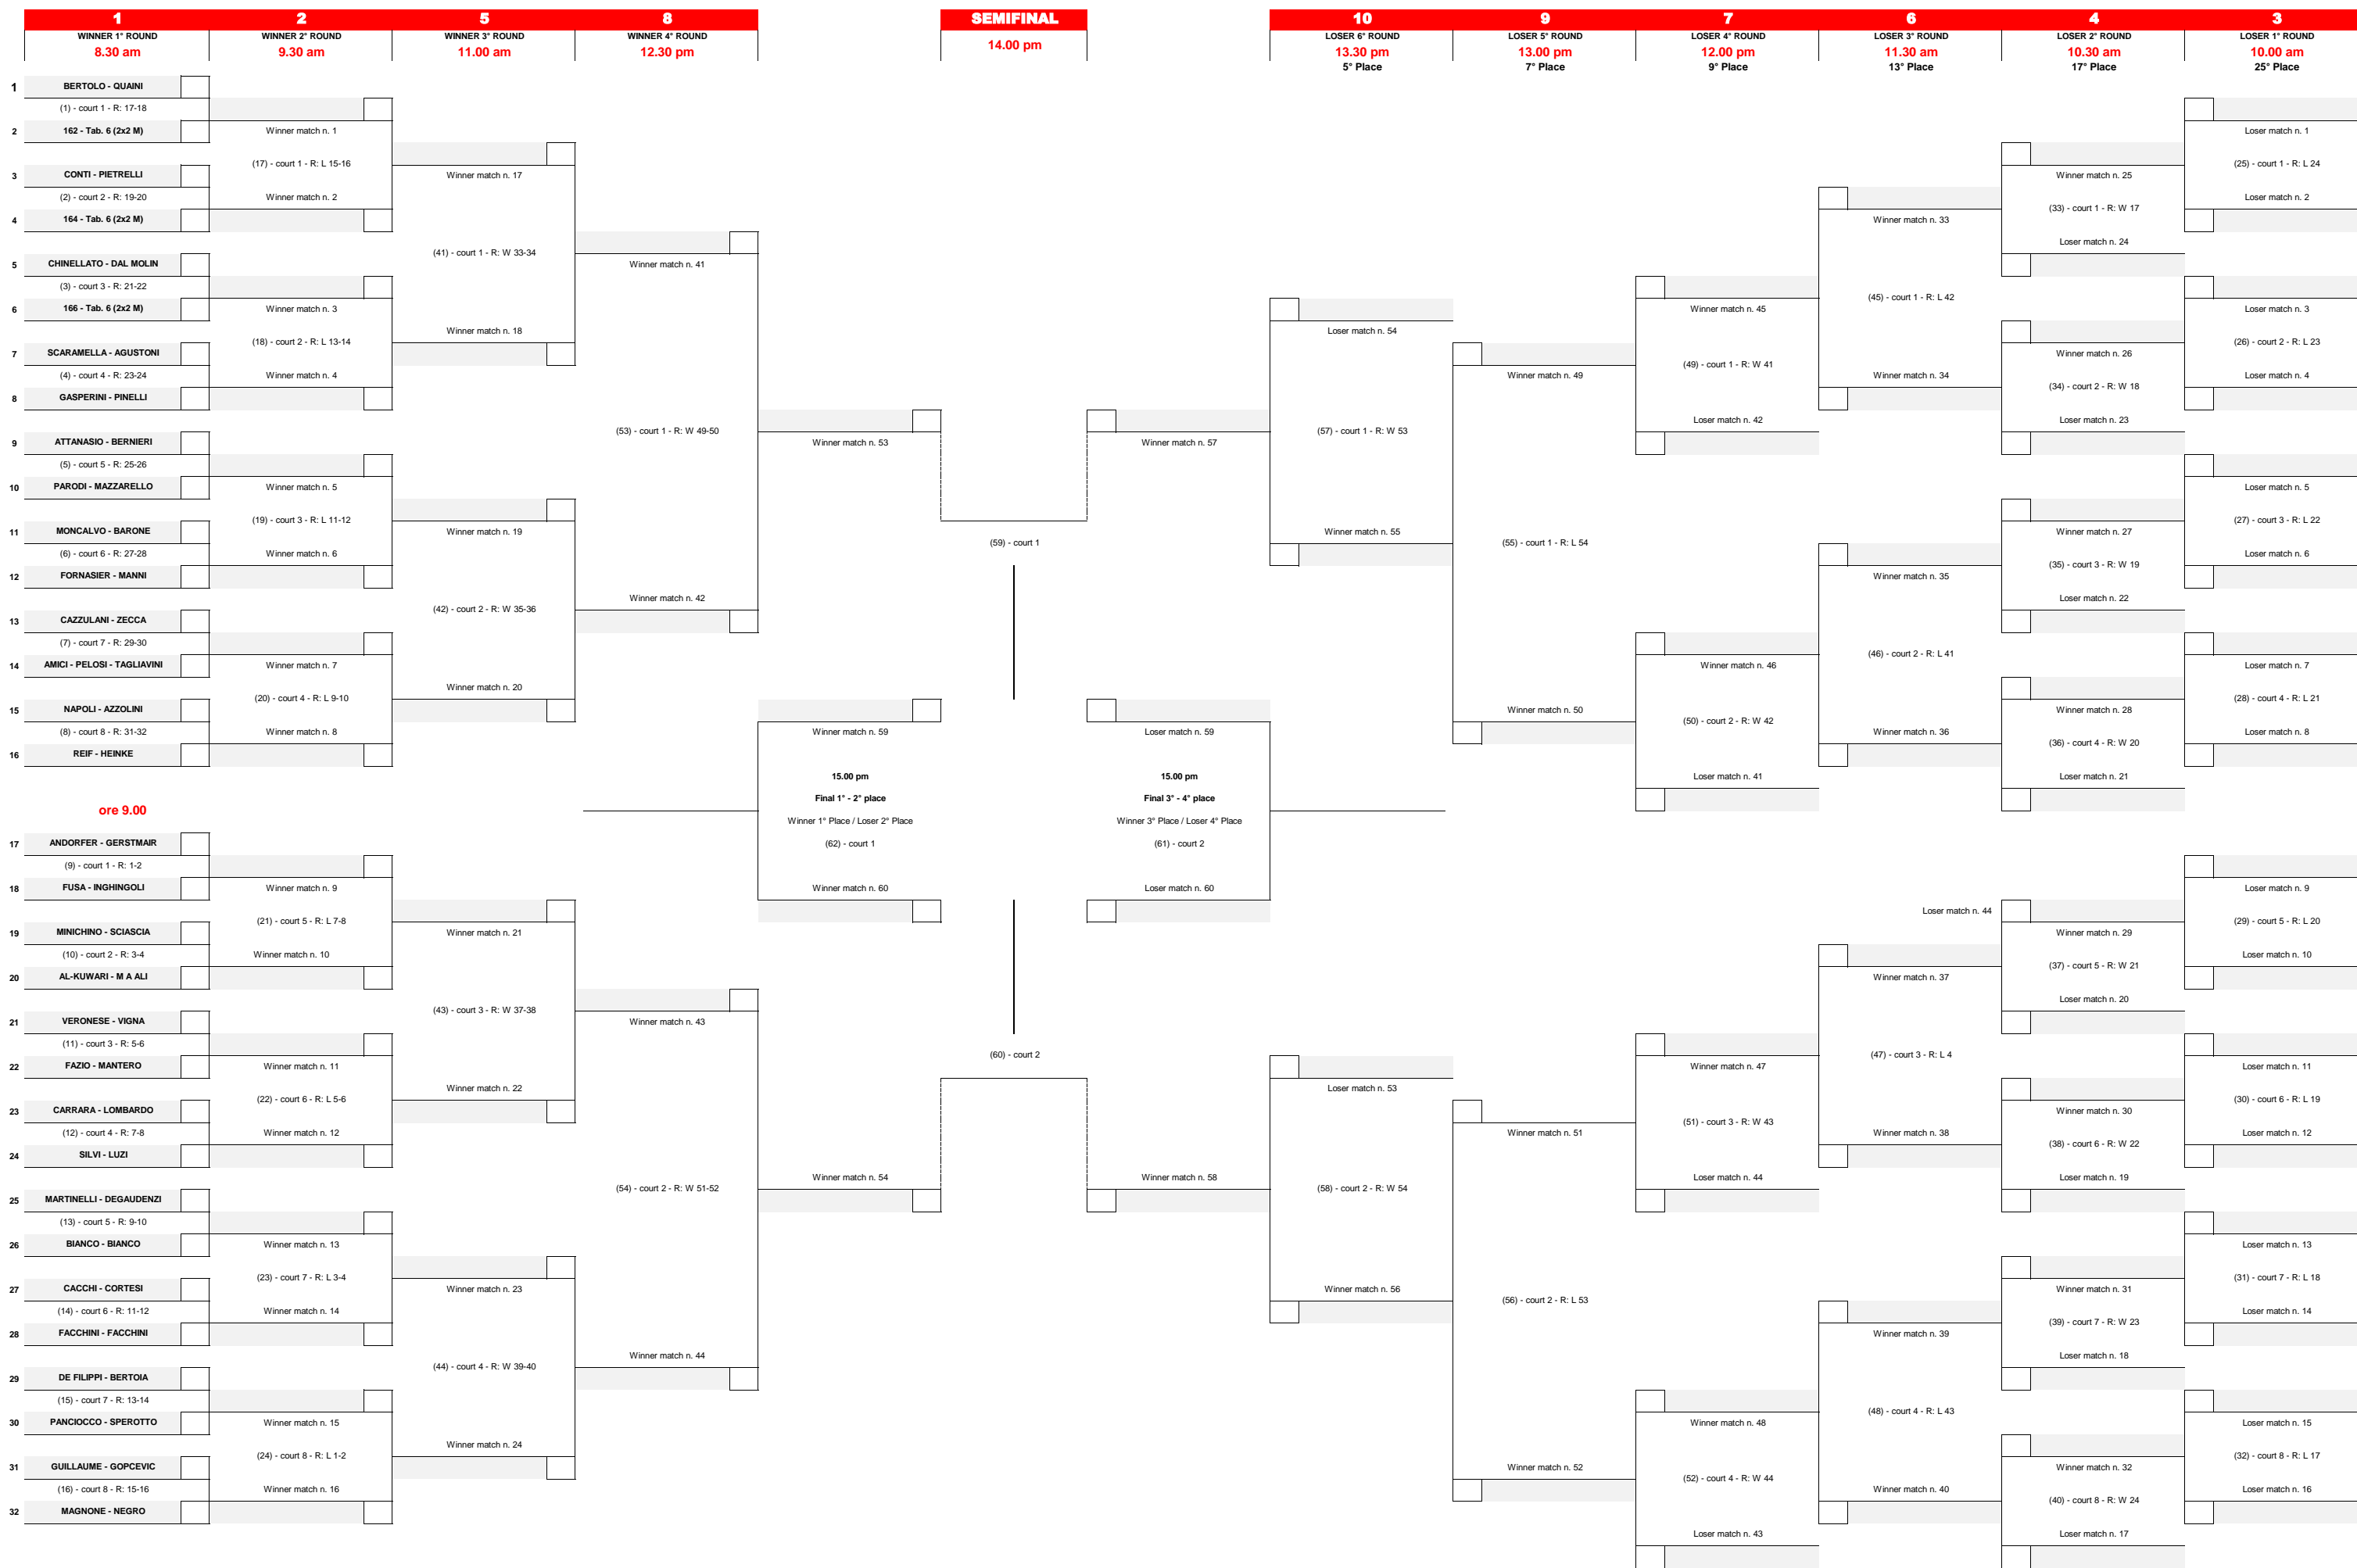 1
2
5
8
SEMIFINAL
10
9
7
6
4
3
WINNER 1° ROUND
WINNER 2° ROUND
WINNER 3° ROUND
WINNER 4° ROUND
LOSER 6° ROUND
LOSER 5° ROUND
LOSER 4° ROUND
LOSER 3° ROUND
LOSER 2° ROUND
LOSER 1° ROUND
8.30 am
9.30 am
11.00 am
12.30 pm
14.00 pm
13.30 pm
13.00 pm
12.00 pm
11.30 am
10.30 am
10.00 am
5° Place
7° Place
9° Place
13° Place
17° Place
25° Place
1 BERTOLO - QUAINI
(1) - court 1 - R: 17-18
2 162 - Tab. 6 (2x2 M)
3 CONTI - PIETRELLI
(2) - court 2 - R: 19-20
4 164 - Tab. 6 (2x2 M)
5 CHINELLATO - DAL MOLIN
(3) - court 3 - R: 21-22
6 166 - Tab. 6 (2x2 M)
7 SCARAMELLA - AGUSTONI
(4) - court 4 - R: 23-24
8 GASPERINI - PINELLI
9 ATTANASIO - BERNIERI
(5) - court 5 - R: 25-26
10 PARODI - MAZZARELLO
11 MONCALVO - BARONE
(6) - court 6 - R: 27-28
12 FORNASIER - MANNI
13 CAZZULANI - ZECCA
(7) - court 7 - R: 29-30
14 AMICI - PELOSI - TAGLIAVINI
15 NAPOLI - AZZOLINI
(8) - court 8 - R: 31-32
16 REIF - HEINKE
ore 9.00
17 ANDORFER - GERSTMAIR
(9) - court 1 - R: 1-2
18 FUSA - INGHINGOLI
19 MINICHINO - SCIASCIA
(10) - court 2 - R: 3-4
20 AL-KUWARI - M A ALI
21 VERONESE - VIGNA
(11) - court 3 - R: 5-6
22 FAZIO - MANTERO
23 CARRARA - LOMBARDO
(12) - court 4 - R: 7-8
24 SILVI - LUZI
25 MARTINELLI - DEGAUDENZI
(13) - court 5 - R: 9-10
26 BIANCO - BIANCO
27 CACCHI - CORTESI
(14) - court 6 - R: 11-12
28 FACCHINI - FACCHINI
29 DE FILIPPI - BERTOIA
(15) - court 7 - R: 13-14
30 PANCIOCCO - SPEROTTO
31 GUILLAUME - GOPCEVIC
(16) - court 8 - R: 15-16
32 MAGNONE - NEGRO
Winner match n. 1
(17) - court 1 - R: L 15-16
Winner match n. 2
Winner match n. 3
(18) - court 2 - R: L 13-14
Winner match n. 4
Winner match n. 5
(19) - court 3 - R: L 11-12
Winner match n. 6
Winner match n. 7
(20) - court 4 - R: L 9-10
Winner match n. 8
Winner match n. 9
(21) - court 5 - R: L 7-8
Winner match n. 10
Winner match n. 11
(22) - court 6 - R: L 5-6
Winner match n. 12
Winner match n. 13
(23) - court 7 - R: L 3-4
Winner match n. 14
Winner match n. 15
(24) - court 8 - R: L 1-2
Winner match n. 16
Winner match n. 17
(41) - court 1 - R: W 33-34
Winner match n. 18
Winner match n. 19
(42) - court 2 - R: W 35-36
Winner match n. 20
Winner match n. 21
(43) - court 3 - R: W 37-38
Winner match n. 22
Winner match n. 23
(44) - court 4 - R: W 39-40
Winner match n. 24
Winner match n. 41
(53) - court 1 - R: W 49-50
Winner match n. 42
Winner match n. 43
(54) - court 2 - R: W 51-52
Winner match n. 44
Winner match n. 53
Winner match n. 59
15.00 pm
Final 1° - 2° place
Winner 1° Place / Loser 2° Place
(62) - court 1
Winner match n. 60
Winner match n. 54
(59) - court 1
(60) - court 2
Winner match n. 57
Loser match n. 59
15.00 pm
Final 3° - 4° place
Winner 3° Place / Loser 4° Place
(61) - court 2
Loser match n. 60
Winner match n. 58
Loser match n. 54
(57) - court 1 - R: W 53
Winner match n. 55
Loser match n. 53
(58) - court 2 - R: W 54
Winner match n. 56
Winner match n. 49
(55) - court 1 - R: L 54
Winner match n. 50
Winner match n. 51
(56) - court 2 - R: L 53
Winner match n. 52
Winner match n. 45
(49) - court 1 - R: W 41
Loser match n. 42
Winner match n. 46
(50) - court 2 - R: W 42
Loser match n. 41
Winner match n. 47
(51) - court 3 - R: W 43
Loser match n. 44
Winner match n. 48
(52) - court 4 - R: W 44
Loser match n. 43
Winner match n. 33
(45) - court 1 - R: L 42
Winner match n. 34
Winner match n. 35
(46) - court 2 - R: L 41
Winner match n. 36
Loser match n. 44
Winner match n. 37
(47) - court 3 - R: L 4
Winner match n. 38
Winner match n. 39
(48) - court 4 - R: L 43
Winner match n. 40
Winner match n. 25
(33) - court 1 - R: W 17
Loser match n. 24
Winner match n. 26
(34) - court 2 - R: W 18
Loser match n. 23
Winner match n. 27
(35) - court 3 - R: W 19
Loser match n. 22
Winner match n. 28
(36) - court 4 - R: W 20
Loser match n. 21
Winner match n. 29
(37) - court 5 - R: W 21
Loser match n. 20
Winner match n. 30
(38) - court 6 - R: W 22
Loser match n. 19
Winner match n. 31
(39) - court 7 - R: W 23
Loser match n. 18
Winner match n. 32
(40) - court 8 - R: W 24
Loser match n. 17
Loser match n. 1
(25) - court 1 - R: L 24
Loser match n. 2
Loser match n. 3
(26) - court 2 - R: L 23
Loser match n. 4
Loser match n. 5
(27) - court 3 - R: L 22
Loser match n. 6
Loser match n. 7
(28) - court 4 - R: L 21
Loser match n. 8
Loser match n. 9
(29) - court 5 - R: L 20
Loser match n. 10
Loser match n. 11
(30) - court 6 - R: L 19
Loser match n. 12
Loser match n. 13
(31) - court 7 - R: L 18
Loser match n. 14
Loser match n. 15
(32) - court 8 - R: L 17
Loser match n. 16